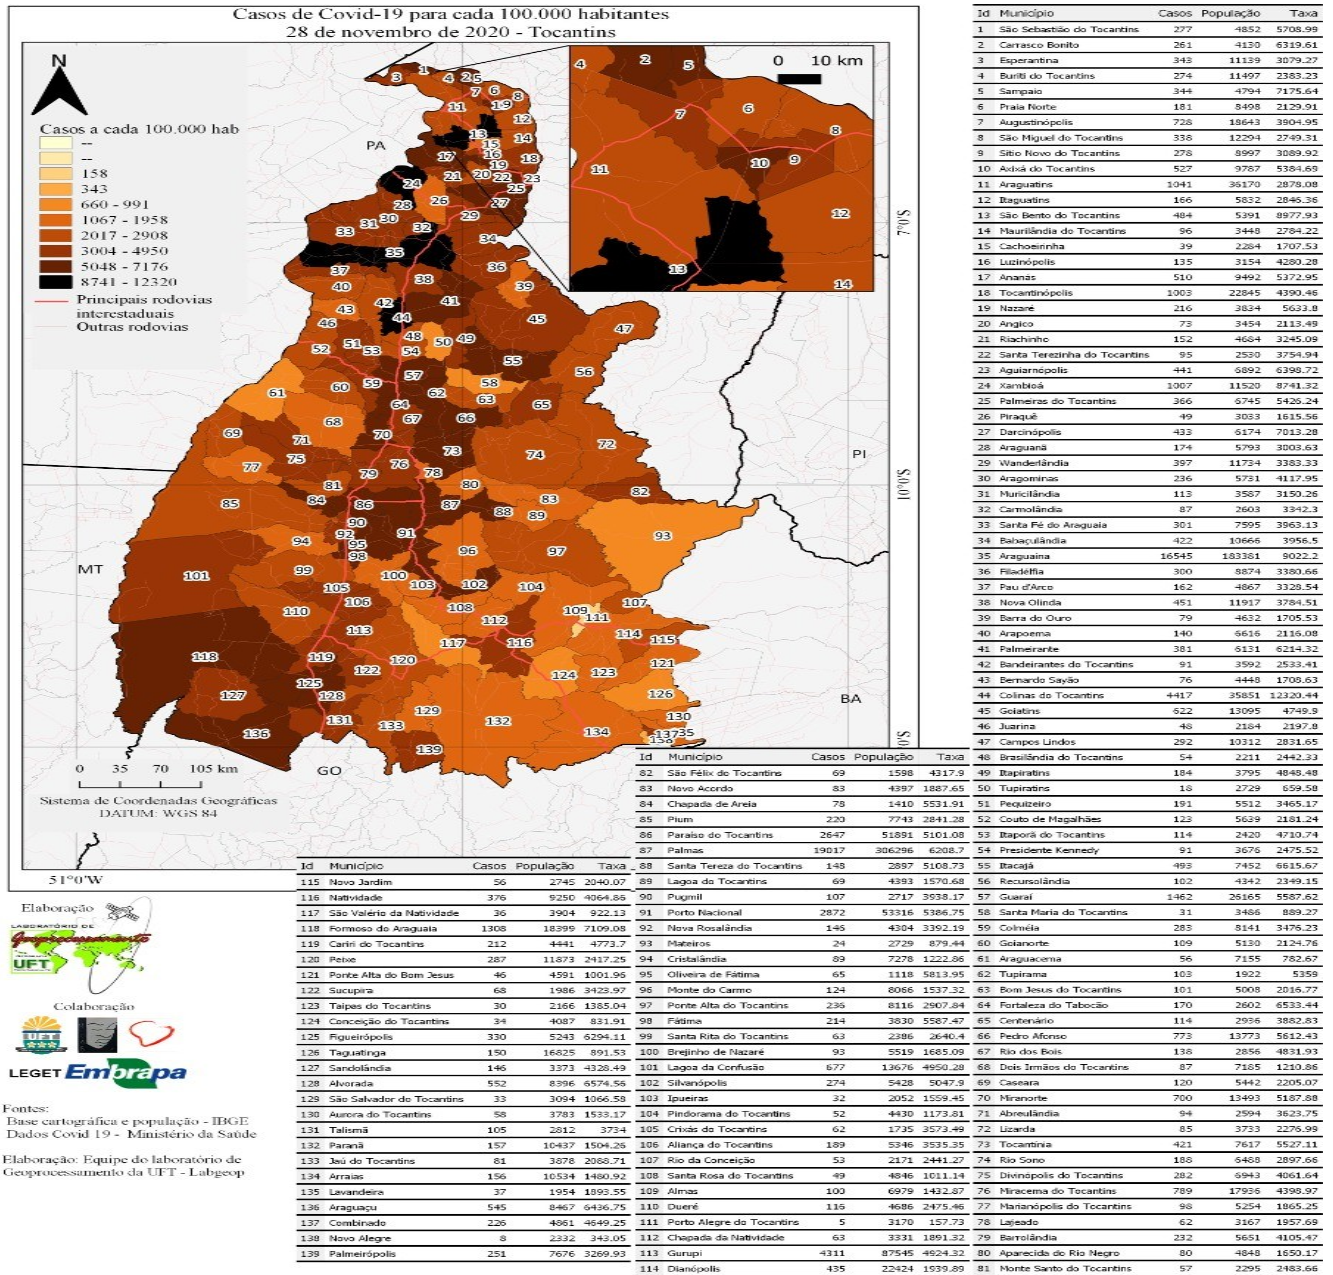 Casos de Covid-19 para cada 100.000 habitantes
28 de novembro de 2020 - Tocantins
N
0 10 km
Casos a cada 100.000 hab
--
--
158
343
660 - 991
1067 - 1958
2017 - 2908
3004 - 4950
5048 - 7176
8741 - 12320
Principais rodovias
interestaduais
Outras rodovias
PA
PI
MT
BA
GO
7°0'S
10°0'S
51°0'W
0 35 70 105 km
Sistema de Coordenadas Geográficas
DATUM: WGS 84
Elaboração
LABORATÓRIO DE
Geoprocessamento
UFT
Colaboração
LEGET Embrapa
Fontes:
Base cartográfica e população - IBGE
Dados Covid 19 - Ministério da Saúde
Elaboração: Equipe do laboratório de
Geoprocessamento da UFT - Labgeop
Id Município Casos População Taxa
1 São Sebastião do Tocantins 277 4852 5708.99
2 Carrasco Bonito 261 4130 6319.61
3 Esperantina 343 11139 3079.27
4 Buriti do Tocantins 274 11497 2383.23
5 Sampaio 344 4794 7175.64
6 Praia Norte 181 8498 2129.91
7 Augustinópolis 728 18643 3904.95
8 São Miguel do Tocantins 338 12294 2749.31
9 Sítio Novo do Tocantins 278 8997 3089.92
10 Axixá do Tocantins 527 9787 5384.69
11 Araguatins 1041 36170 2878.08
12 Itaguatins 166 5832 2846.36
13 São Bento do Tocantins 484 5391 8977.93
14 Maurilândia do Tocantins 96 3448 2784.22
15 Cachoeirinha 39 2284 1707.53
16 Luzinópolis 135 3154 4280.28
17 Ananás 510 9492 5372.95
18 Tocantinópolis 1003 22845 4390.46
19 Nazaré 216 3834 5633.8
20 Angico 73 3454 2113.49
21 Riachinho 152 4684 3245.09
22 Santa Terezinha do Tocantins 95 2530 3754.94
23 Aguiarnópolis 441 6892 6398.72
24 Xambioá 1007 11520 8741.32
25 Palmeiras do Tocantins 366 6745 5426.24
26 Piraquê 49 3033 1615.56
27 Darcinópolis 433 6174 7013.28
28 Araguanã 174 5793 3003.63
29 Wanderlândia 397 11734 3383.33
30 Aragominas 236 5731 4117.95
31 Muricilândia 113 3587 3150.26
32 Carmolândia 87 2603 3342.3
33 Santa Fé do Araguaia 301 7595 3963.13
34 Babaçulândia 422 10666 3956.5
35 Araguaína 16545 183381 9022.2
36 Filadélfia 300 8874 3380.66
37 Pau d'Arco 162 4867 3328.54
38 Nova Olinda 451 11917 3784.51
39 Barra do Ouro 79 4632 1705.53
40 Arapoema 140 6616 2116.08
41 Palmeirante 381 6131 6214.32
42 Bandeirantes do Tocantins 91 3592 2533.41
43 Bernardo Sayão 76 4448 1708.63
44 Colinas do Tocantins 4417 35851 12320.44
45 Goiatins 622 13095 4749.9
46 Juarina 48 2184 2197.8
47 Campos Lindos 292 10312 2831.65
48 Brasilândia do Tocantins 54 2211 2442.33
49 Itapiratins 184 3795 4848.48
50 Tupiratins 18 2729 659.58
51 Pequizeiro 191 5512 3465.17
52 Couto de Magalhães 123 5639 2181.24
53 Itaporã do Tocantins 114 2420 4710.74
54 Presidente Kennedy 91 3676 2475.52
55 Itacajá 493 7452 6615.67
56 Recursolândia 102 4342 2349.15
57 Guaraí 1462 26165 5587.62
58 Santa Maria do Tocantins 31 3486 889.27
59 Colméia 283 8141 3476.23
60 Goianorte 109 5130 2124.76
61 Araguacema 56 7155 782.67
62 Tupirama 103 1922 5359
63 Bom Jesus do Tocantins 101 5008 2016.77
64 Fortaleza do Tabocão 170 2602 6533.44
65 Centenário 114 2936 3882.83
66 Pedro Afonso 773 13773 5612.43
67 Rio dos Bois 138 2856 4831.93
68 Dois Irmãos do Tocantins 87 7185 1210.86
69 Caseara 120 5442 2205.07
70 Miranorte 700 13493 5187.88
71 Abreulândia 94 2594 3623.75
72 Lizarda 85 3733 2276.99
73 Tocantínia 421 7617 5527.11
74 Rio Sono 188 6488 2897.66
75 Divinópolis do Tocantins 282 6943 4061.64
76 Miracema do Tocantins 789 17936 4398.97
77 Marianópolis do Tocantins 98 5254 1865.25
78 Lajeado 62 3167 1957.69
79 Barrolândia 232 5651 4105.47
80 Aparecida do Rio Negro 80 4848 1650.17
81 Monte Santo do Tocantins 57 2295 2483.66
Id Município Casos População Taxa
82 São Félix do Tocantins 69 1598 4317.9
83 Novo Acordo 83 4397 1887.65
84 Chapada de Areia 78 1410 5531.91
85 Pium 220 7743 2841.28
86 Paraíso do Tocantins 2647 51891 5101.08
87 Palmas 19017 306296 6208.7
88 Santa Tereza do Tocantins 148 2897 5108.73
89 Lagoa do Tocantins 69 4393 1570.68
90 Pugmil 107 2717 3938.17
91 Porto Nacional 2872 53316 5386.75
92 Nova Rosalândia 146 4304 3392.19
93 Mateiros 24 2729 879.44
94 Cristalândia 89 7278 1222.86
95 Oliveira de Fátima 65 1118 5813.95
96 Monte do Carmo 124 8066 1537.32
97 Ponte Alta do Tocantins 236 8116 2907.84
98 Fátima 214 3830 5587.47
99 Santa Rita do Tocantins 63 2386 2640.4
100 Brejinho de Nazaré 93 5519 1685.09
101 Lagoa da Confusão 677 13676 4950.28
102 Silvanópolis 274 5428 5047.9
103 Ipueiras 32 2052 1559.45
104 Pindorama do Tocantins 52 4430 1173.81
105 Crixás do Tocantins 62 1735 3573.49
106 Aliança do Tocantins 189 5346 3535.35
107 Rio da Conceição 53 2171 2441.27
108 Santa Rosa do Tocantins 49 4846 1011.14
109 Almas 100 6979 1432.87
110 Dueré 116 4686 2475.46
111 Porto Alegre do Tocantins 5 3170 157.73
112 Chapada da Natividade 63 3331 1891.32
113 Gurupi 4311 87545 4924.32
114 Dianópolis 435 22424 1939.89
Id Município Casos População Taxa
115 Novo Jardim 56 2745 2040.07
116 Natividade 376 9250 4064.86
117 São Valério da Natividade 36 3904 922.13
118 Formoso do Araguaia 1308 18399 7109.08
119 Cariri do Tocantins 212 4441 4773.7
120 Peixe 287 11873 2417.25
121 Ponte Alta do Bom Jesus 46 4591 1001.96
122 Sucupira 68 1986 3423.97
123 Taipas do Tocantins 30 2166 1385.04
124 Conceição do Tocantins 34 4087 831.91
125 Figueirópolis 330 5243 6294.11
126 Taguatinga 150 16825 891.53
127 Sandolândia 146 3373 4328.49
128 Alvorada 552 8396 6574.56
129 São Salvador do Tocantins 33 3094 1066.58
130 Aurora do Tocantins 58 3783 1533.17
131 Talismã 105 2812 3734
132 Paranã 157 10437 1504.26
133 Jaú do Tocantins 81 3878 2088.71
134 Arraias 156 10534 1480.92
135 Lavandeira 37 1954 1893.55
136 Araguaçu 545 8467 6436.75
137 Combinado 226 4861 4649.25
138 Novo Alegre 8 2332 343.05
139 Palmeirópolis 251 7676 3269.93